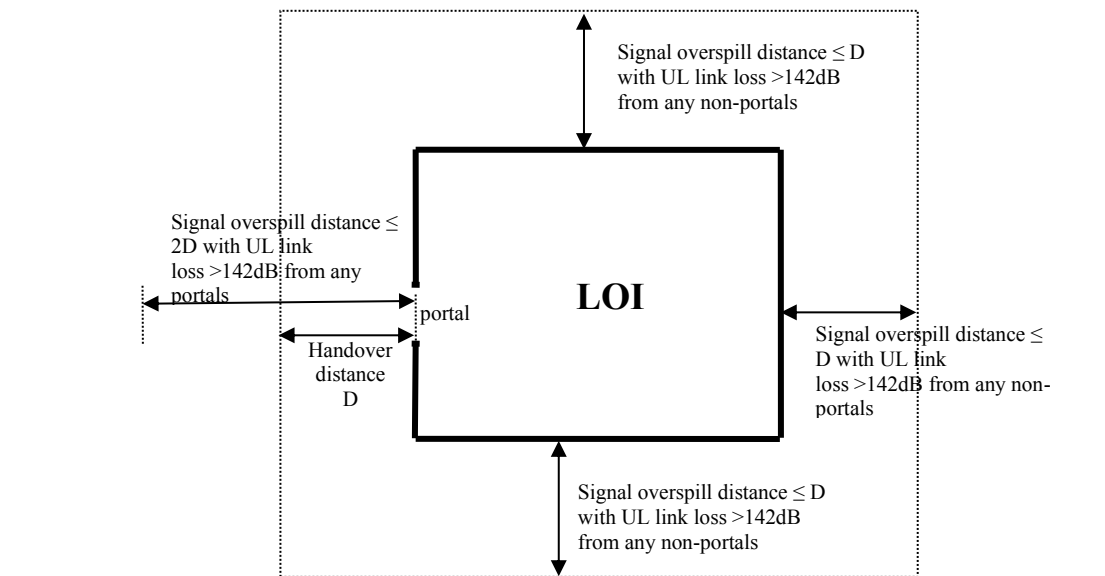 Signal overspill distance ≤ D
with UL link loss >142dB
from any non-portals
Signal overspill distance ≤
2D with UL link
loss >142dB from any
portals
portal
LOI
Handover
distance
D
Signal overspill distance ≤
D with UL link
loss >142dB from any non-
portals
Signal overspill distance ≤ D
with UL link loss >142dB
from any non-portals